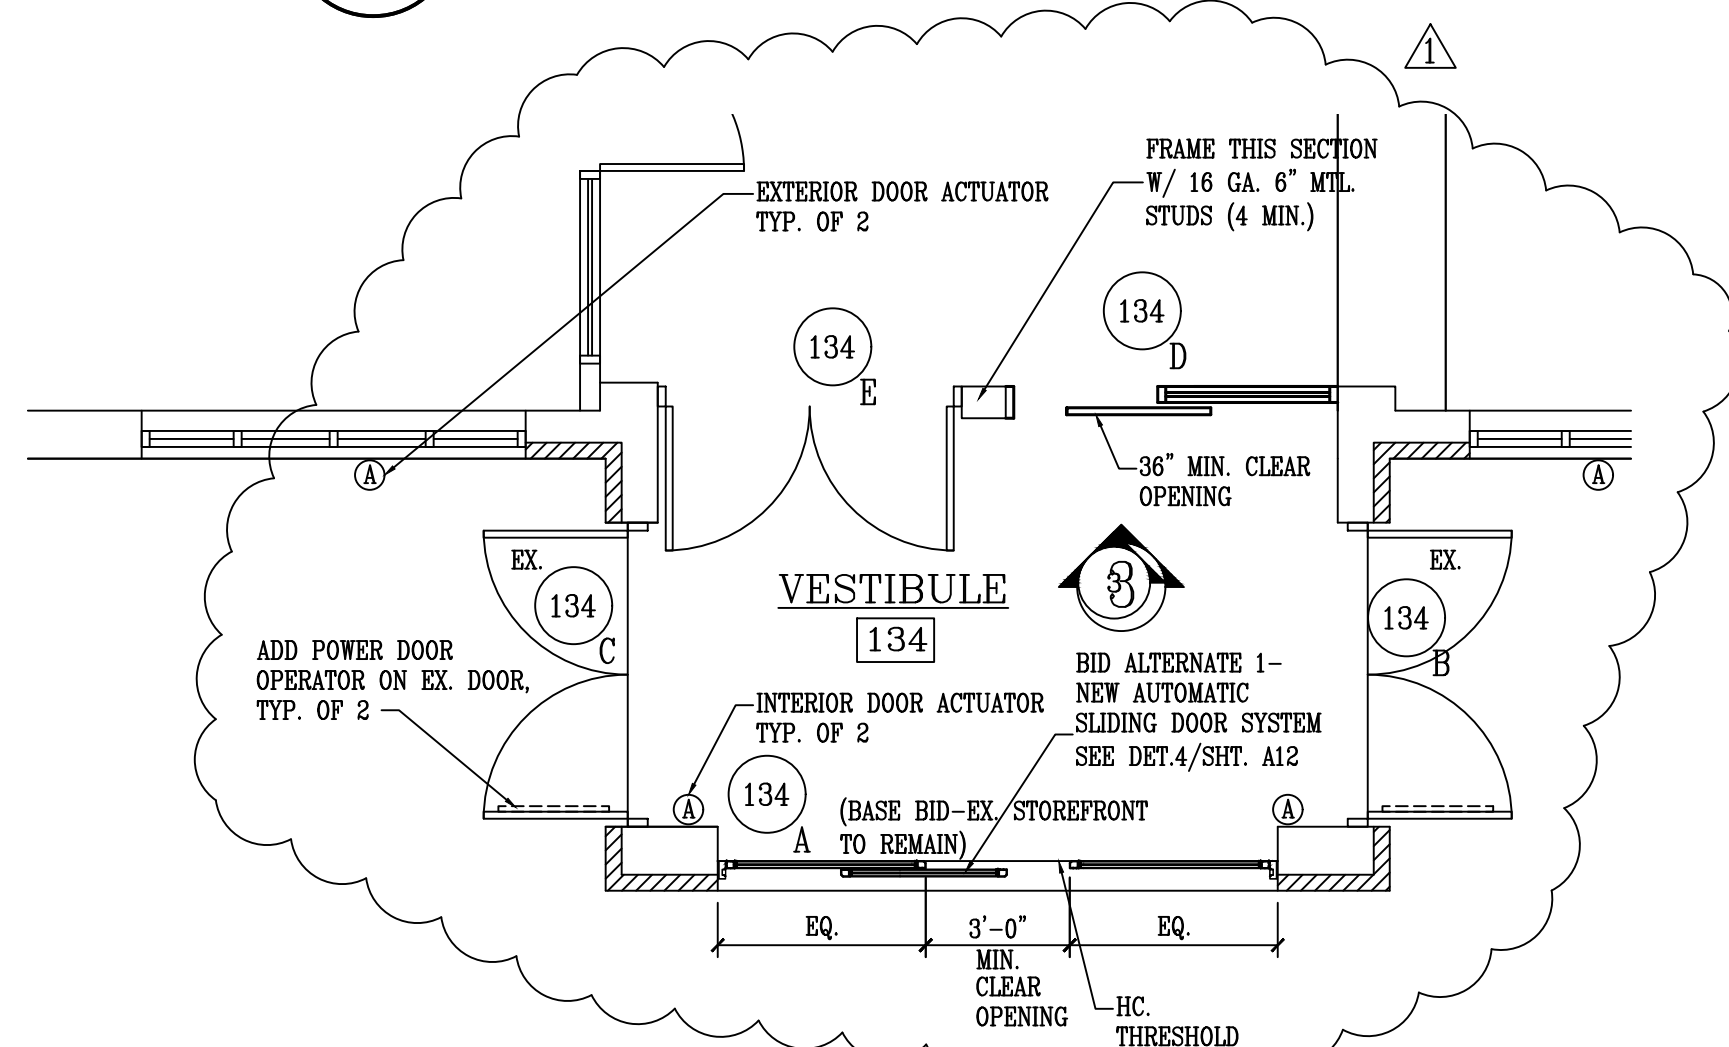 1
FRAME THIS SECTION
W/ 16 GA. 6" MTL.
STUDS (4 MIN.)
EXTERIOR DOOR ACTUATOR
TYP. OF 2
134
D
134
E
36" MIN. CLEAR
OPENING
A
A
EX.
134
C
VESTIBULE
134
3
3
EX.
134
B
ADD POWER DOOR
OPERATOR ON EX. DOOR,
TYP. OF 2
INTERIOR DOOR ACTUATOR
TYP. OF 2
BID ALTERNATE 1-
NEW AUTOMATIC
SLIDING DOOR SYSTEM
SEE DET.4/SHT. A12
A
134
A
(BASE BID-EX. STOREFRONT
TO REMAIN)
A
EQ.
3'-0"
MIN.
CLEAR
OPENING
EQ.
HC.
THRESHOLD